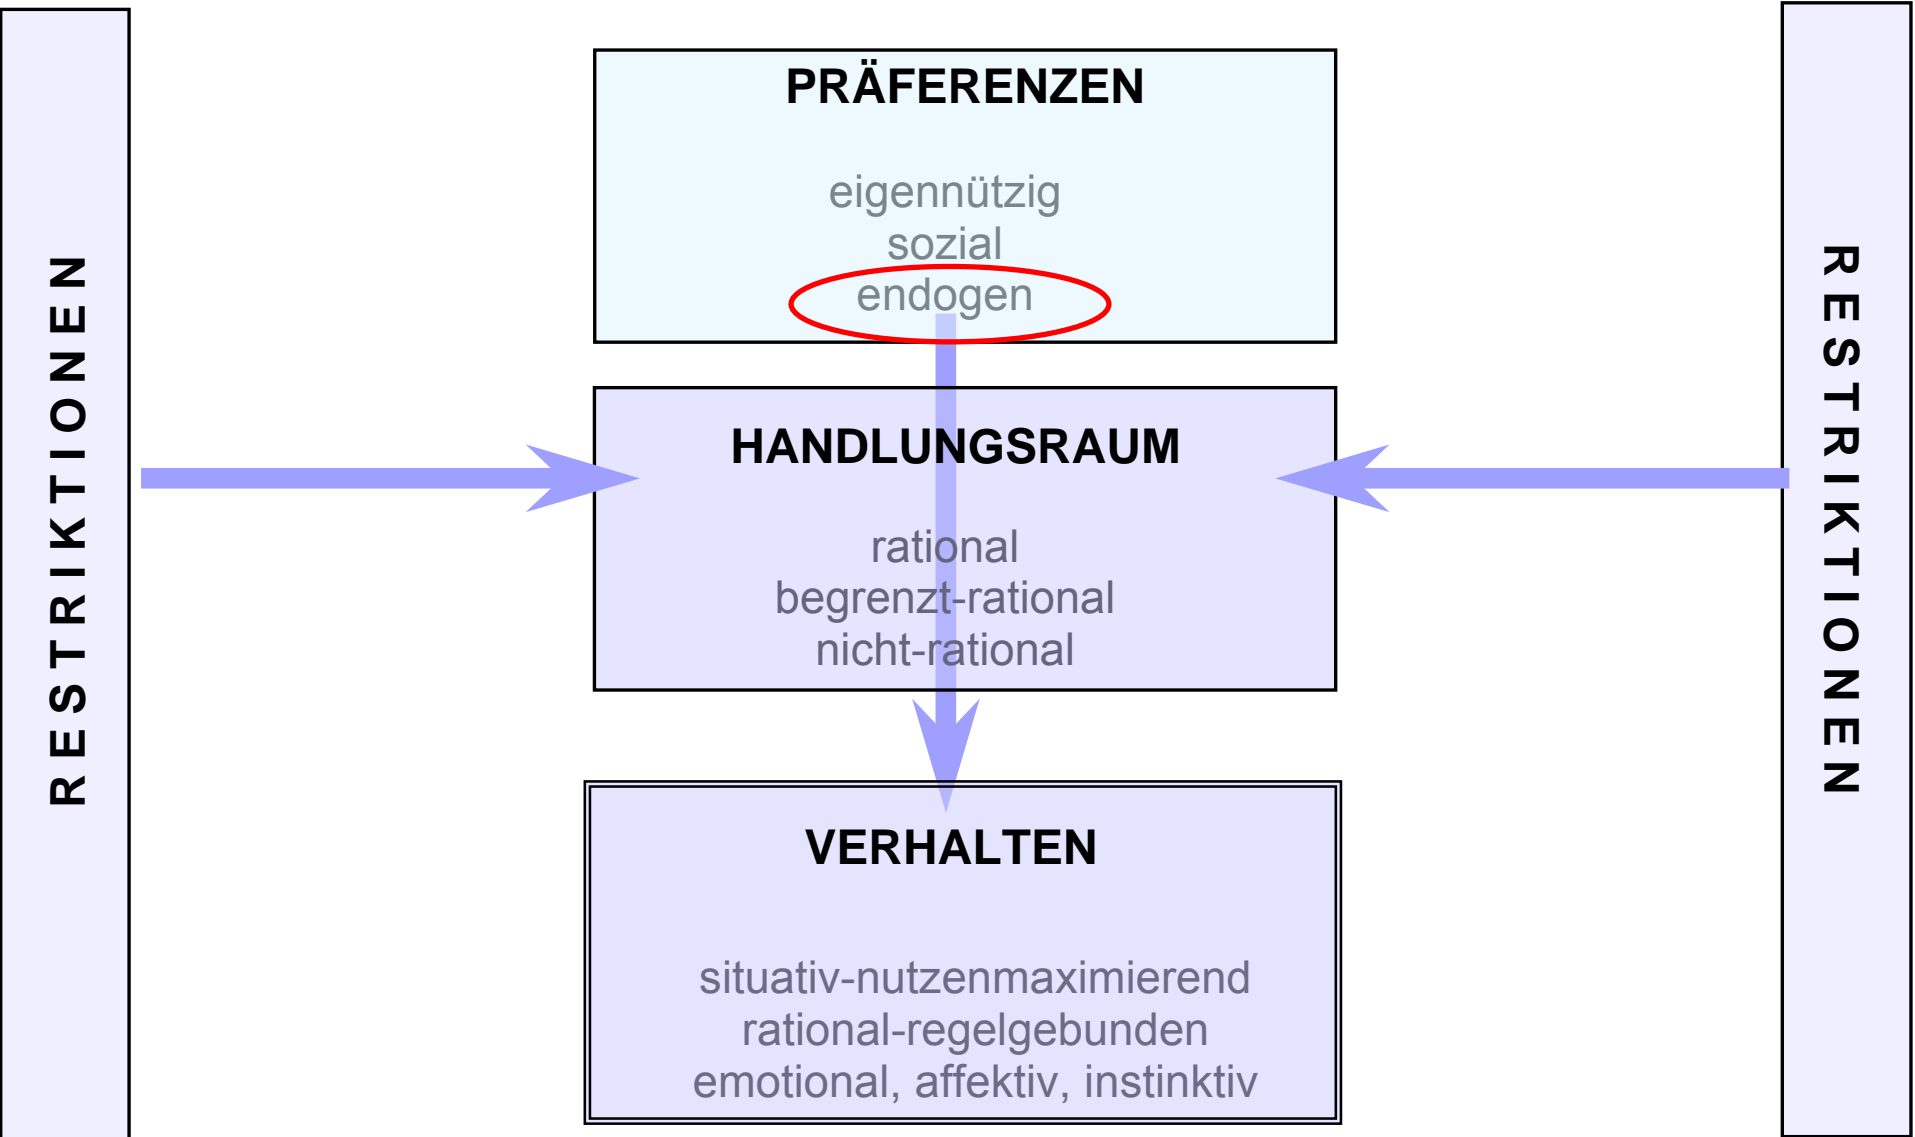 RESTRIKTIONEN
PRÄFERENZEN
eigennützig
sozial
endogen
HANDLUNGSRAUM
rational
begrenzt-rational
nicht-rational
VERHALTEN
situativ-nutzenmaximierend
rational-regelgebunden
emotional, affektiv, instinktiv
RESTRIKTIONEN